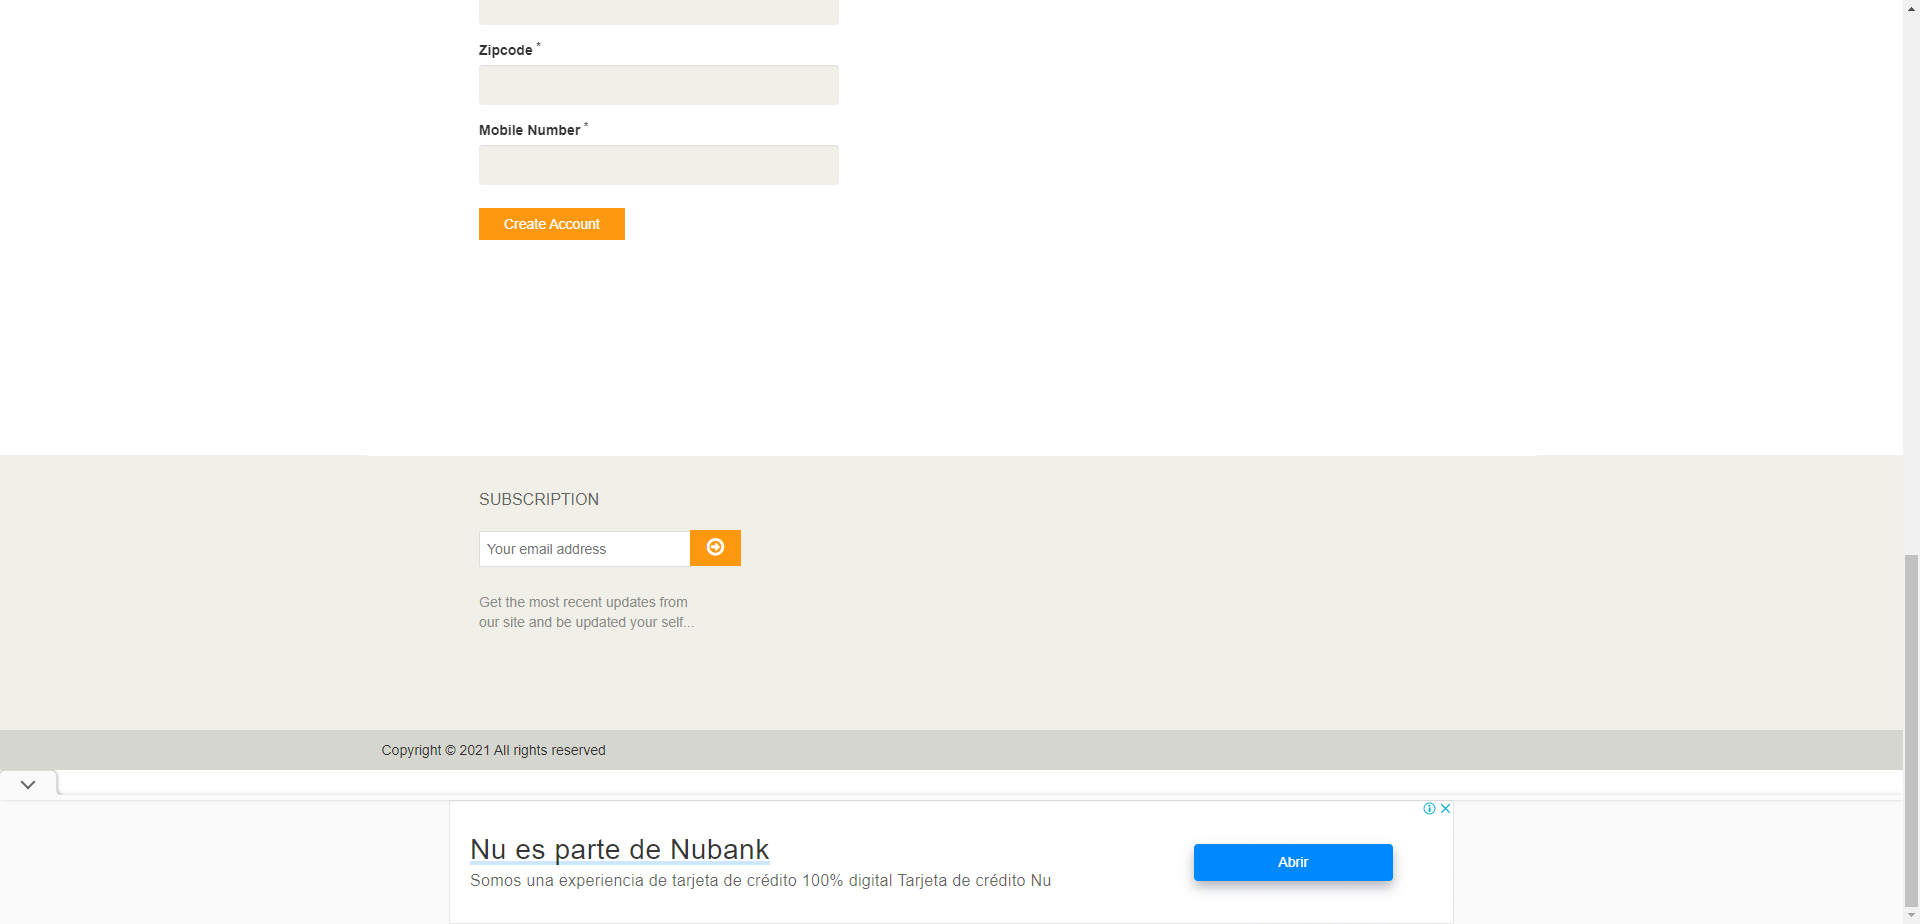 Zipcode *
Mobile Number *
Create Account
SUBSCRIPTION
Your email address
Get the most recent updates from
our site and be updated your self...
Copyright © 2021 All rights reserved
Nu es parte de Nubank
Somos una experiencia de tarjeta de crédito 100% digital Tarjeta de crédito Nu
Abrir